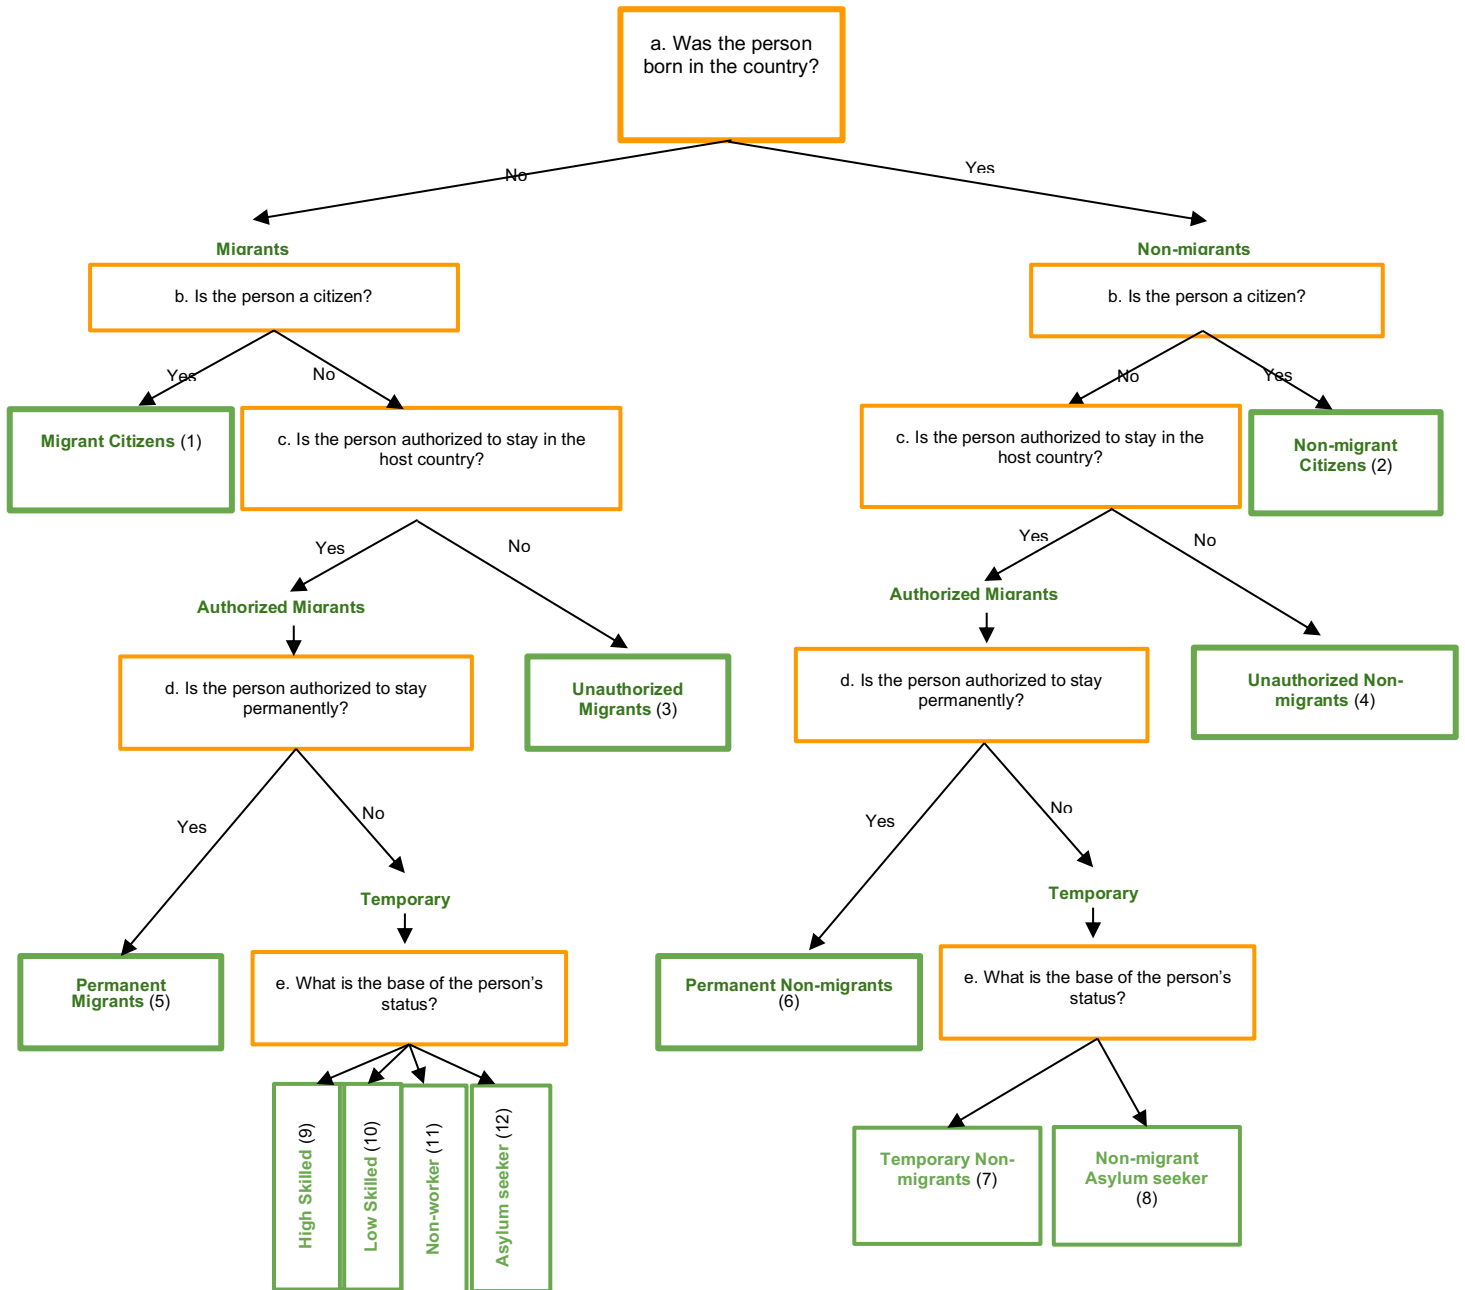 a. Was the person
born in the country?
No
Yes
Migrants
Non-migrants
b. Is the person a citizen?
b. Is the person a citizen?
Yes
No
No
Yes
Migrant Citizens (1)
c. Is the person authorized to stay in the
host country?
c. Is the person authorized to stay in the
host country?
Non-migrant
Citizens (2)
Yes
No
Yes
No
Authorized Migrants
Authorized Migrants
d. Is the person authorized to stay
permanently?
Unauthorized
Migrants (3)
d. Is the person authorized to stay
permanently?
Unauthorized Non-
migrants (4)
Yes
No
Yes
No
Temporary
Temporary
Permanent
Migrants (5)
e. What is the base of the person's
status?
Permanent Non-migrants
(6)
e. What is the base of the person's
status?
High Skilled (9)
Low Skilled (10)
Non-worker (11)
Asylum seeker (12)
Temporary Non-
migrants (7)
Non-migrant
Asylum seeker
(8)